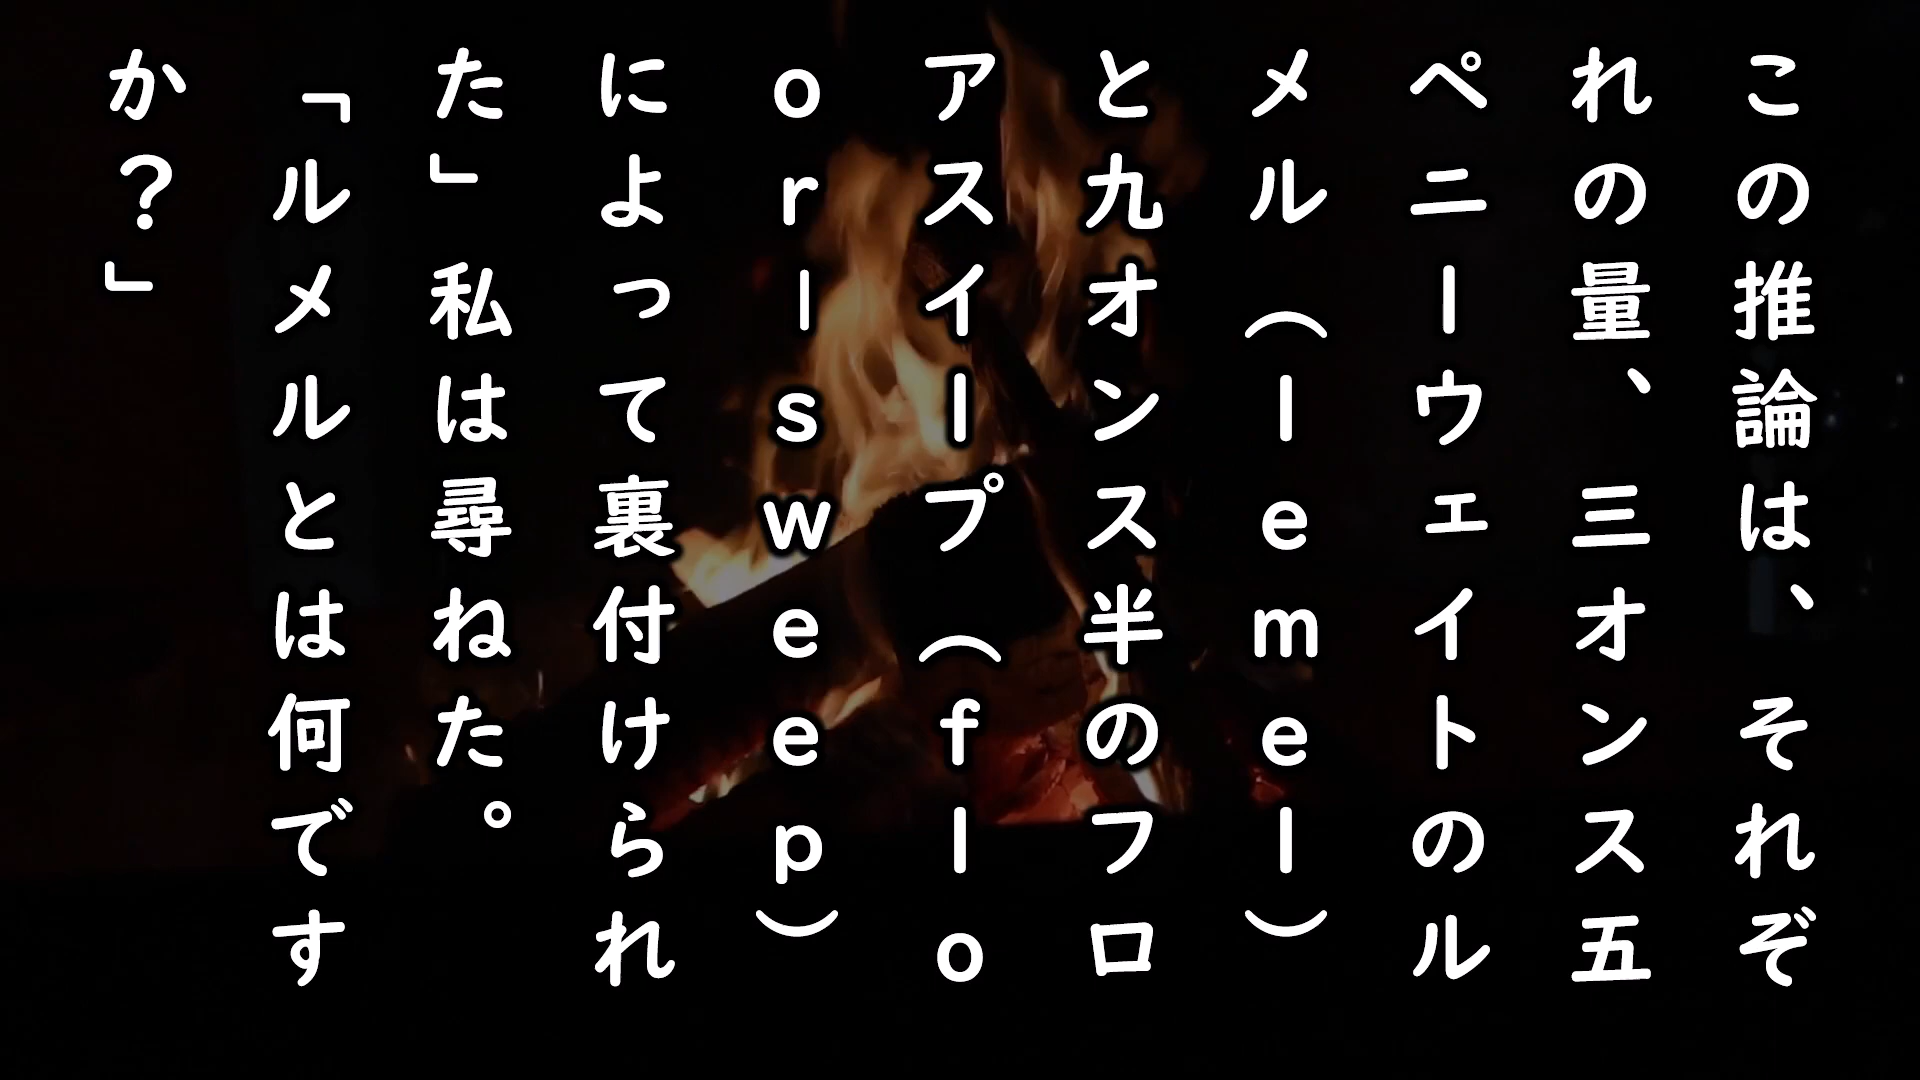 この推論は、それぞ
れの量、三オンス五
ペニーウェイトのル
メル（lemel）
と九オンス半のフロ
アスイープ（flo
or－sweep）
によって裏付けられ
た」私は尋ねた。
「ルメルとは何です
か？」